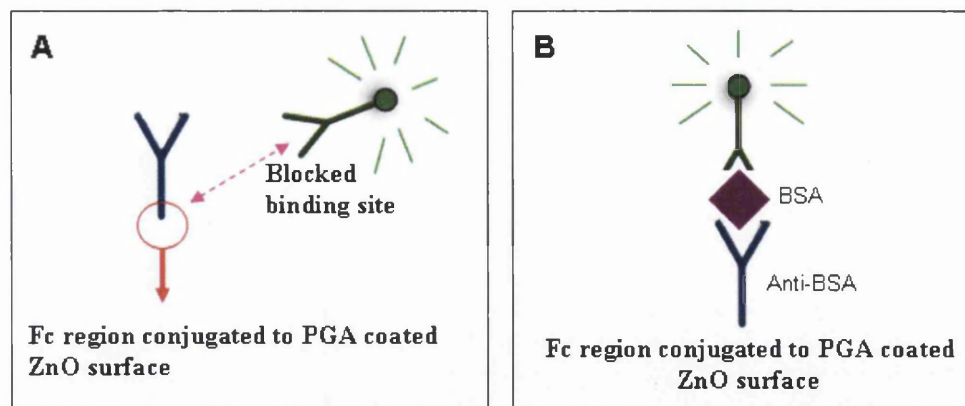 A
Blocked
binding site
Fc region conjugated to PGA coated
ZnO surface
B
BSA
Anti-BSA
Fc region conjugated to PGA coated
ZnO surface